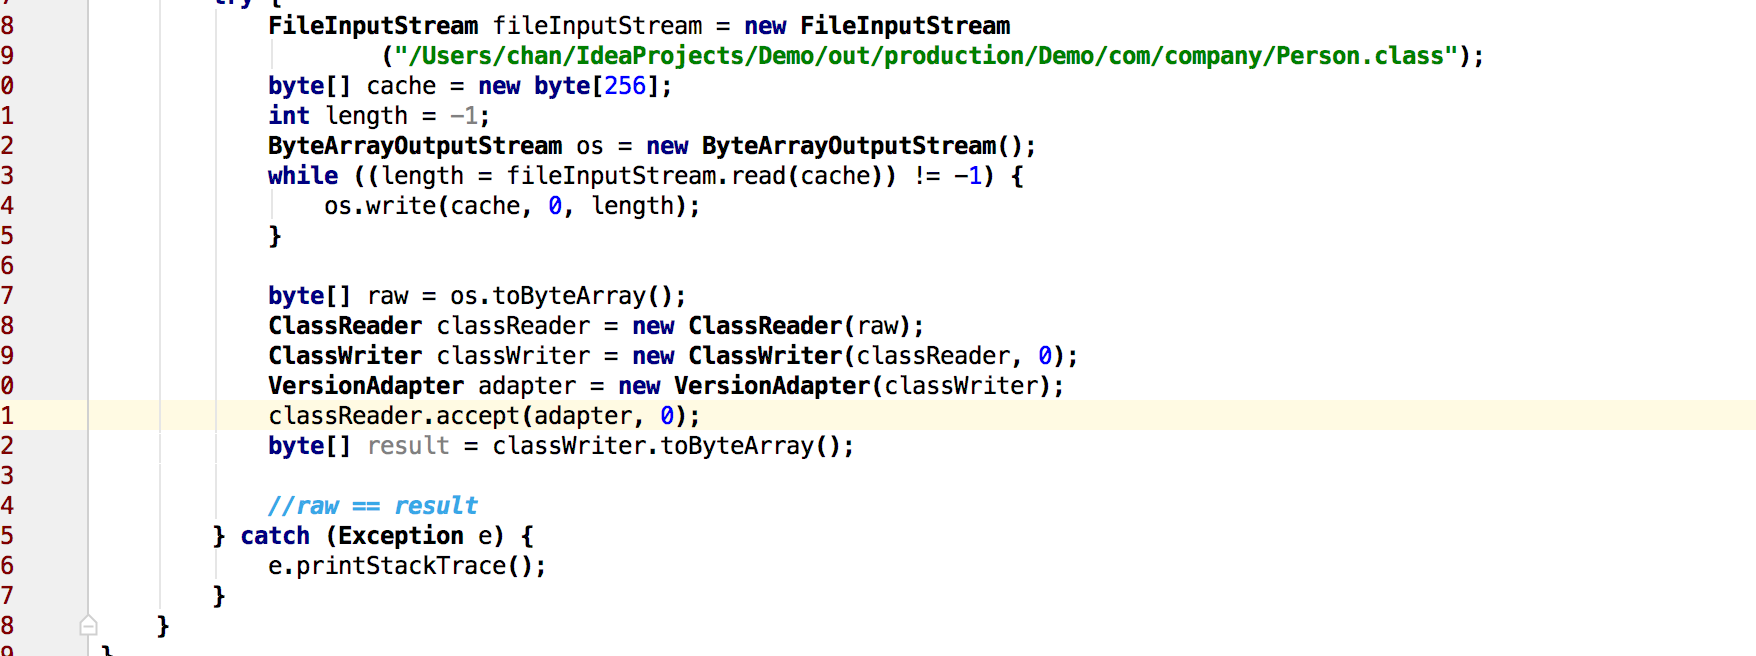 7 try {
8 FileInputStream fileInputStream = new FileInputStream
9 ("/Users/chan/IdeaProjects/Demo/out/production/Demo/com/company/Person.class");
0 byte[] cache = new byte[256];
1 int length = -1;
2 ByteArrayOutputStream os = new ByteArrayOutputStream();
3 while ((length = fileInputStream.read(cache)) != -1) {
4 os.write(cache, 0, length);
5 }
6
7 byte[] raw = os.toByteArray();
8 ClassReader classReader = new ClassReader(raw);
9 ClassWriter classWriter = new ClassWriter(classReader, 0);
0 VersionAdapter adapter = new VersionAdapter(classWriter);
1 classReader.accept(adapter, 0);
2 byte[] result = classWriter.toByteArray();
3
4 //raw == result
5 } catch (Exception e) {
6 e.printStackTrace();
7 }
8 }
9 }